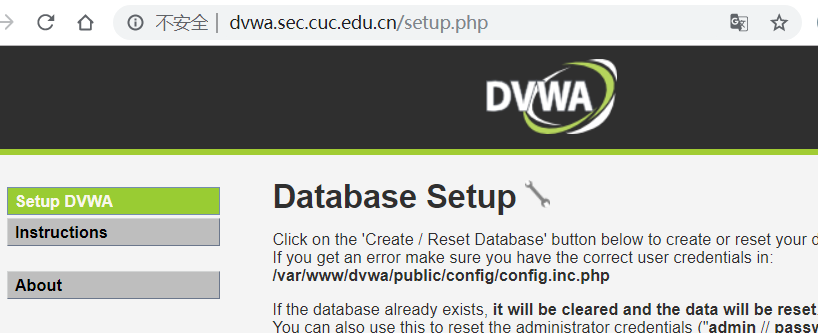 不安全 | dvwa.sec.cuc.edu.cn/setup.php
DVWA
Setup DVWA
Instructions
About
Database Setup
Click on the 'Create / Reset Database' button below to create or reset your
If you get an error make sure you have the correct user credentials in:
/var/www/dvwa/public/config/config.inc.php
If the database already exists, it will be cleared and the data will be reset
You can also use this to reset the administrator credentials ("admin //